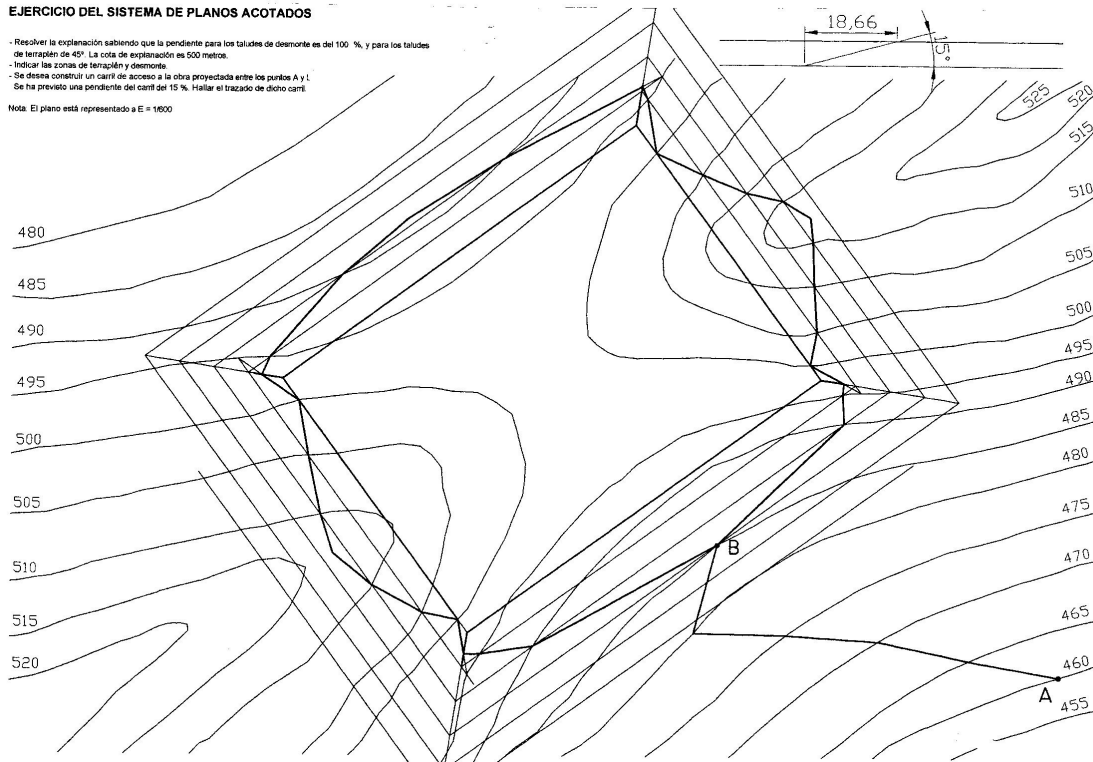 EJERCICIO DEL SISTEMA DE PLANOS ACOTADOS
- Resolver la explanación sabiendo que la pendiente para los taludes de desmonte es del 100 %, y para los taludes
de terraplén de 45º. La cota de explanación es 500 metros.
- Indicar las zonas de terraplén y desmonte.
- Se desea construir un carril de acceso a la obra proyectada entre los puntos A y
Se ha previsto una pendiente del carril del 15 %. Hallar el trazado de dicho carril.
Nota: El plano está representado a E = 1/600
18,66
15°
525
520
515
510
505
500
495
490
485
480
475
470
465
460
455
480
485
490
495
500
505
510
515
520
B
A